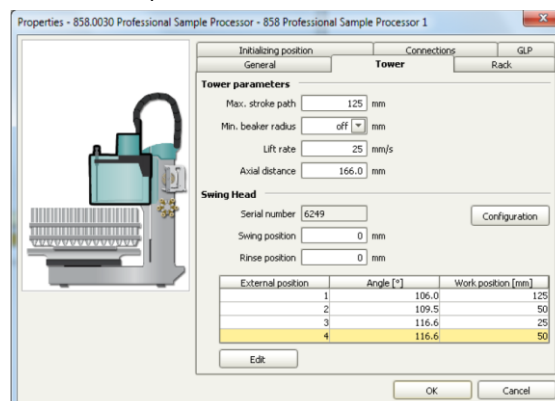 Properties - 858.0030 Professional Sample Processor - 858 Professional Sample Processor 1
Initializing position Connections GLP
General Tower Rack
Tower parameters
Max. stroke path 125 mm
Min. beaker radius off mm
Lift rate 25 mm/s
Axial distance 166.0 mm
Swing Head
Serial number 6249 Configuration
Swing position 0 mm
Rinse position 0 mm
External position Angle [°] Work position [mm]
1 106.0 125
2 109.5 50
3 116.6 25
4 116.6 50
Edit
OK Cancel